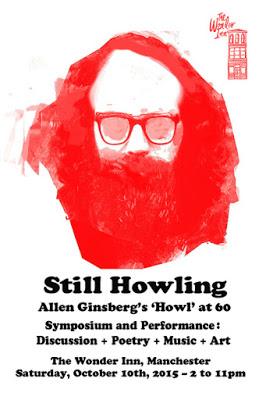 The
Wonder
Inn
Still Howling
Allen Ginsberg's 'Howl' at 60
Symposium and Performance:
Discussion + Poetry + Music + Art
The Wonder Inn, Manchester
Saturday, October 10th, 2015 – 2 to 11pm